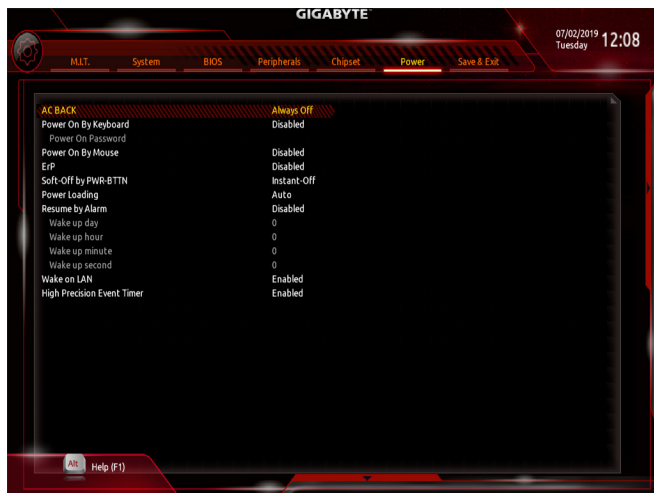 GIGABYTE™
07/02/2019 12:08
Tuesday
M.I.T. System BIOS Peripherals Chipset Power Save & Exit
AC BACK Always Off
Power On By Keyboard Disabled
Power On Password
Power On By Mouse Disabled
ErP Disabled
Soft-Off by PWR-BTTN Instant-Off
Power Loading Auto
Resume by Alarm Disabled
Wake up day 0
Wake up hour 0
Wake up minute 0
Wake up second 0
Wake on LAN Enabled
High Precision Event Timer Enabled
Alt Help (F1)